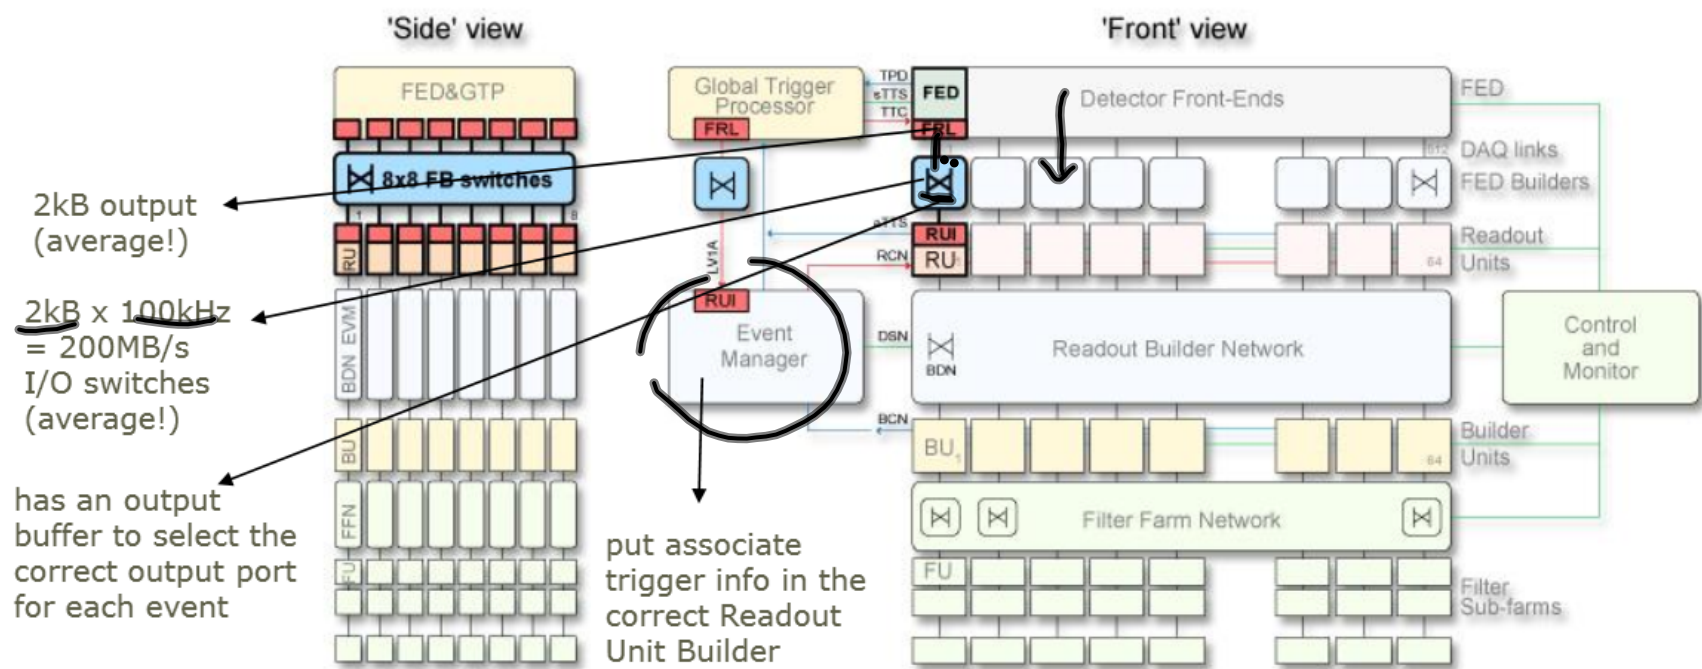 'Side' view
'Front' view
FED&GTP
Global Trigger
Processor
FRL
TPD
sTTS
TTC
FED
FRL
Detector Front-Ends
FED
8x8 FB switches
1
8
512
DAQ links
FED Builders
2kB output
(average!)
RU
LV1A
sTTS
RCN
RUI
RU
64
Readout
Units
2kB x 100kHz
= 200MB/s
I/O switches
(average!)
BDN EVM
RUI
Event
Manager
DSN
BDN
Readout Builder Network
Control
and
Monitor
BU
BCN
BU 1
64
Builder
Units
has an output
buffer to select the
correct output port
for each event
FFN
Filter Farm Network
put associate
trigger info in the
correct Readout
Unit Builder
FU
FU
Filter
Sub-farms